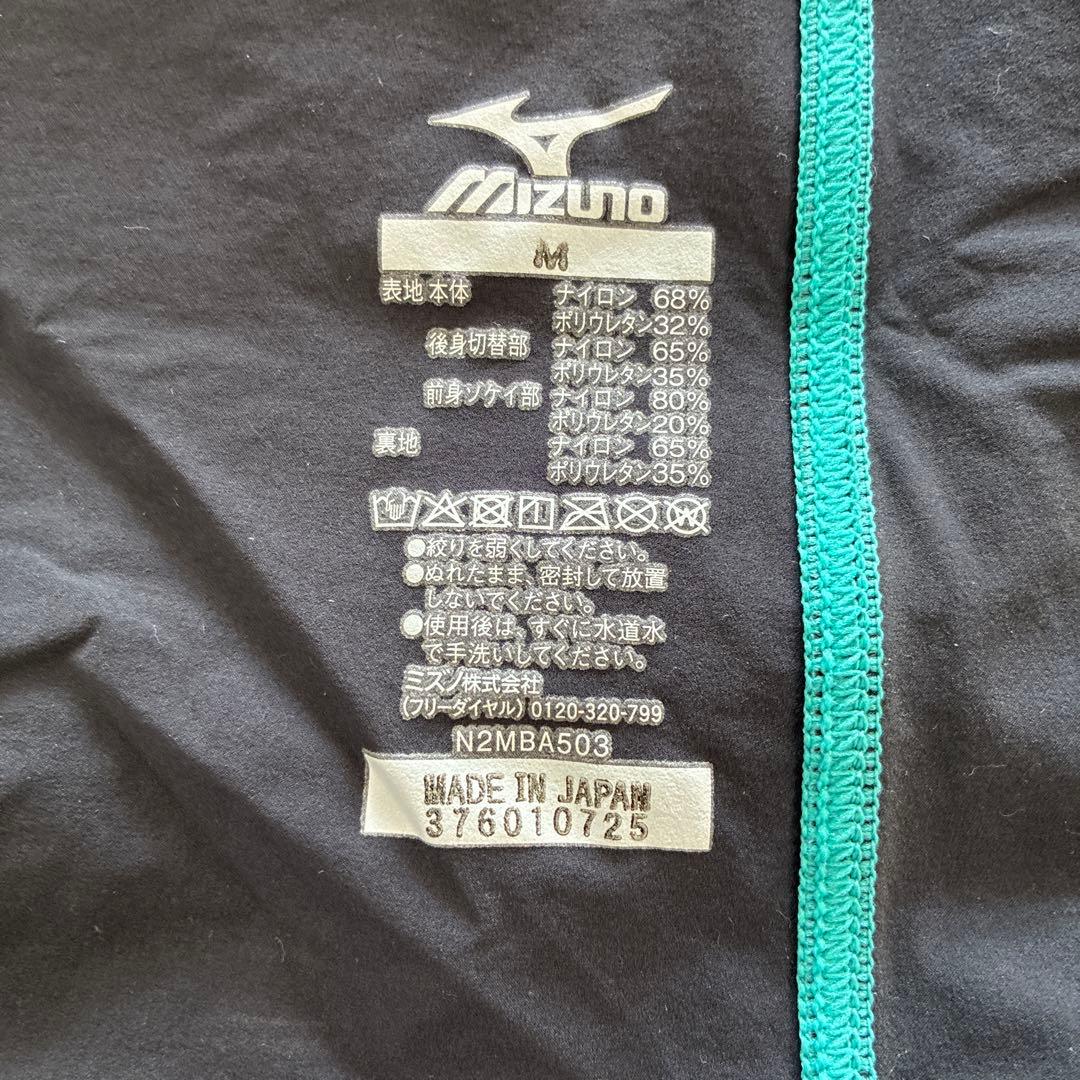 MIZUNO
M
表地 本体 ナイロン 68%
ポリウレタン32%
後身切替部 ナイロン 65%
ポリウレタン35%
前身ソケイ部 ナイロン 80%
ポリウレタン20%
裏地 ナイロン 65%
ポリウレタン35%
●絞りを弱くしてください。
●ぬれたまま、密封して放置
しないでください。
●使用後は、すぐに水道水
で手洗いしてください。
ミズノ株式会社
(フリーダイヤル) 0120-320-799
N2MBA503
MADE IN JAPAN
376010725